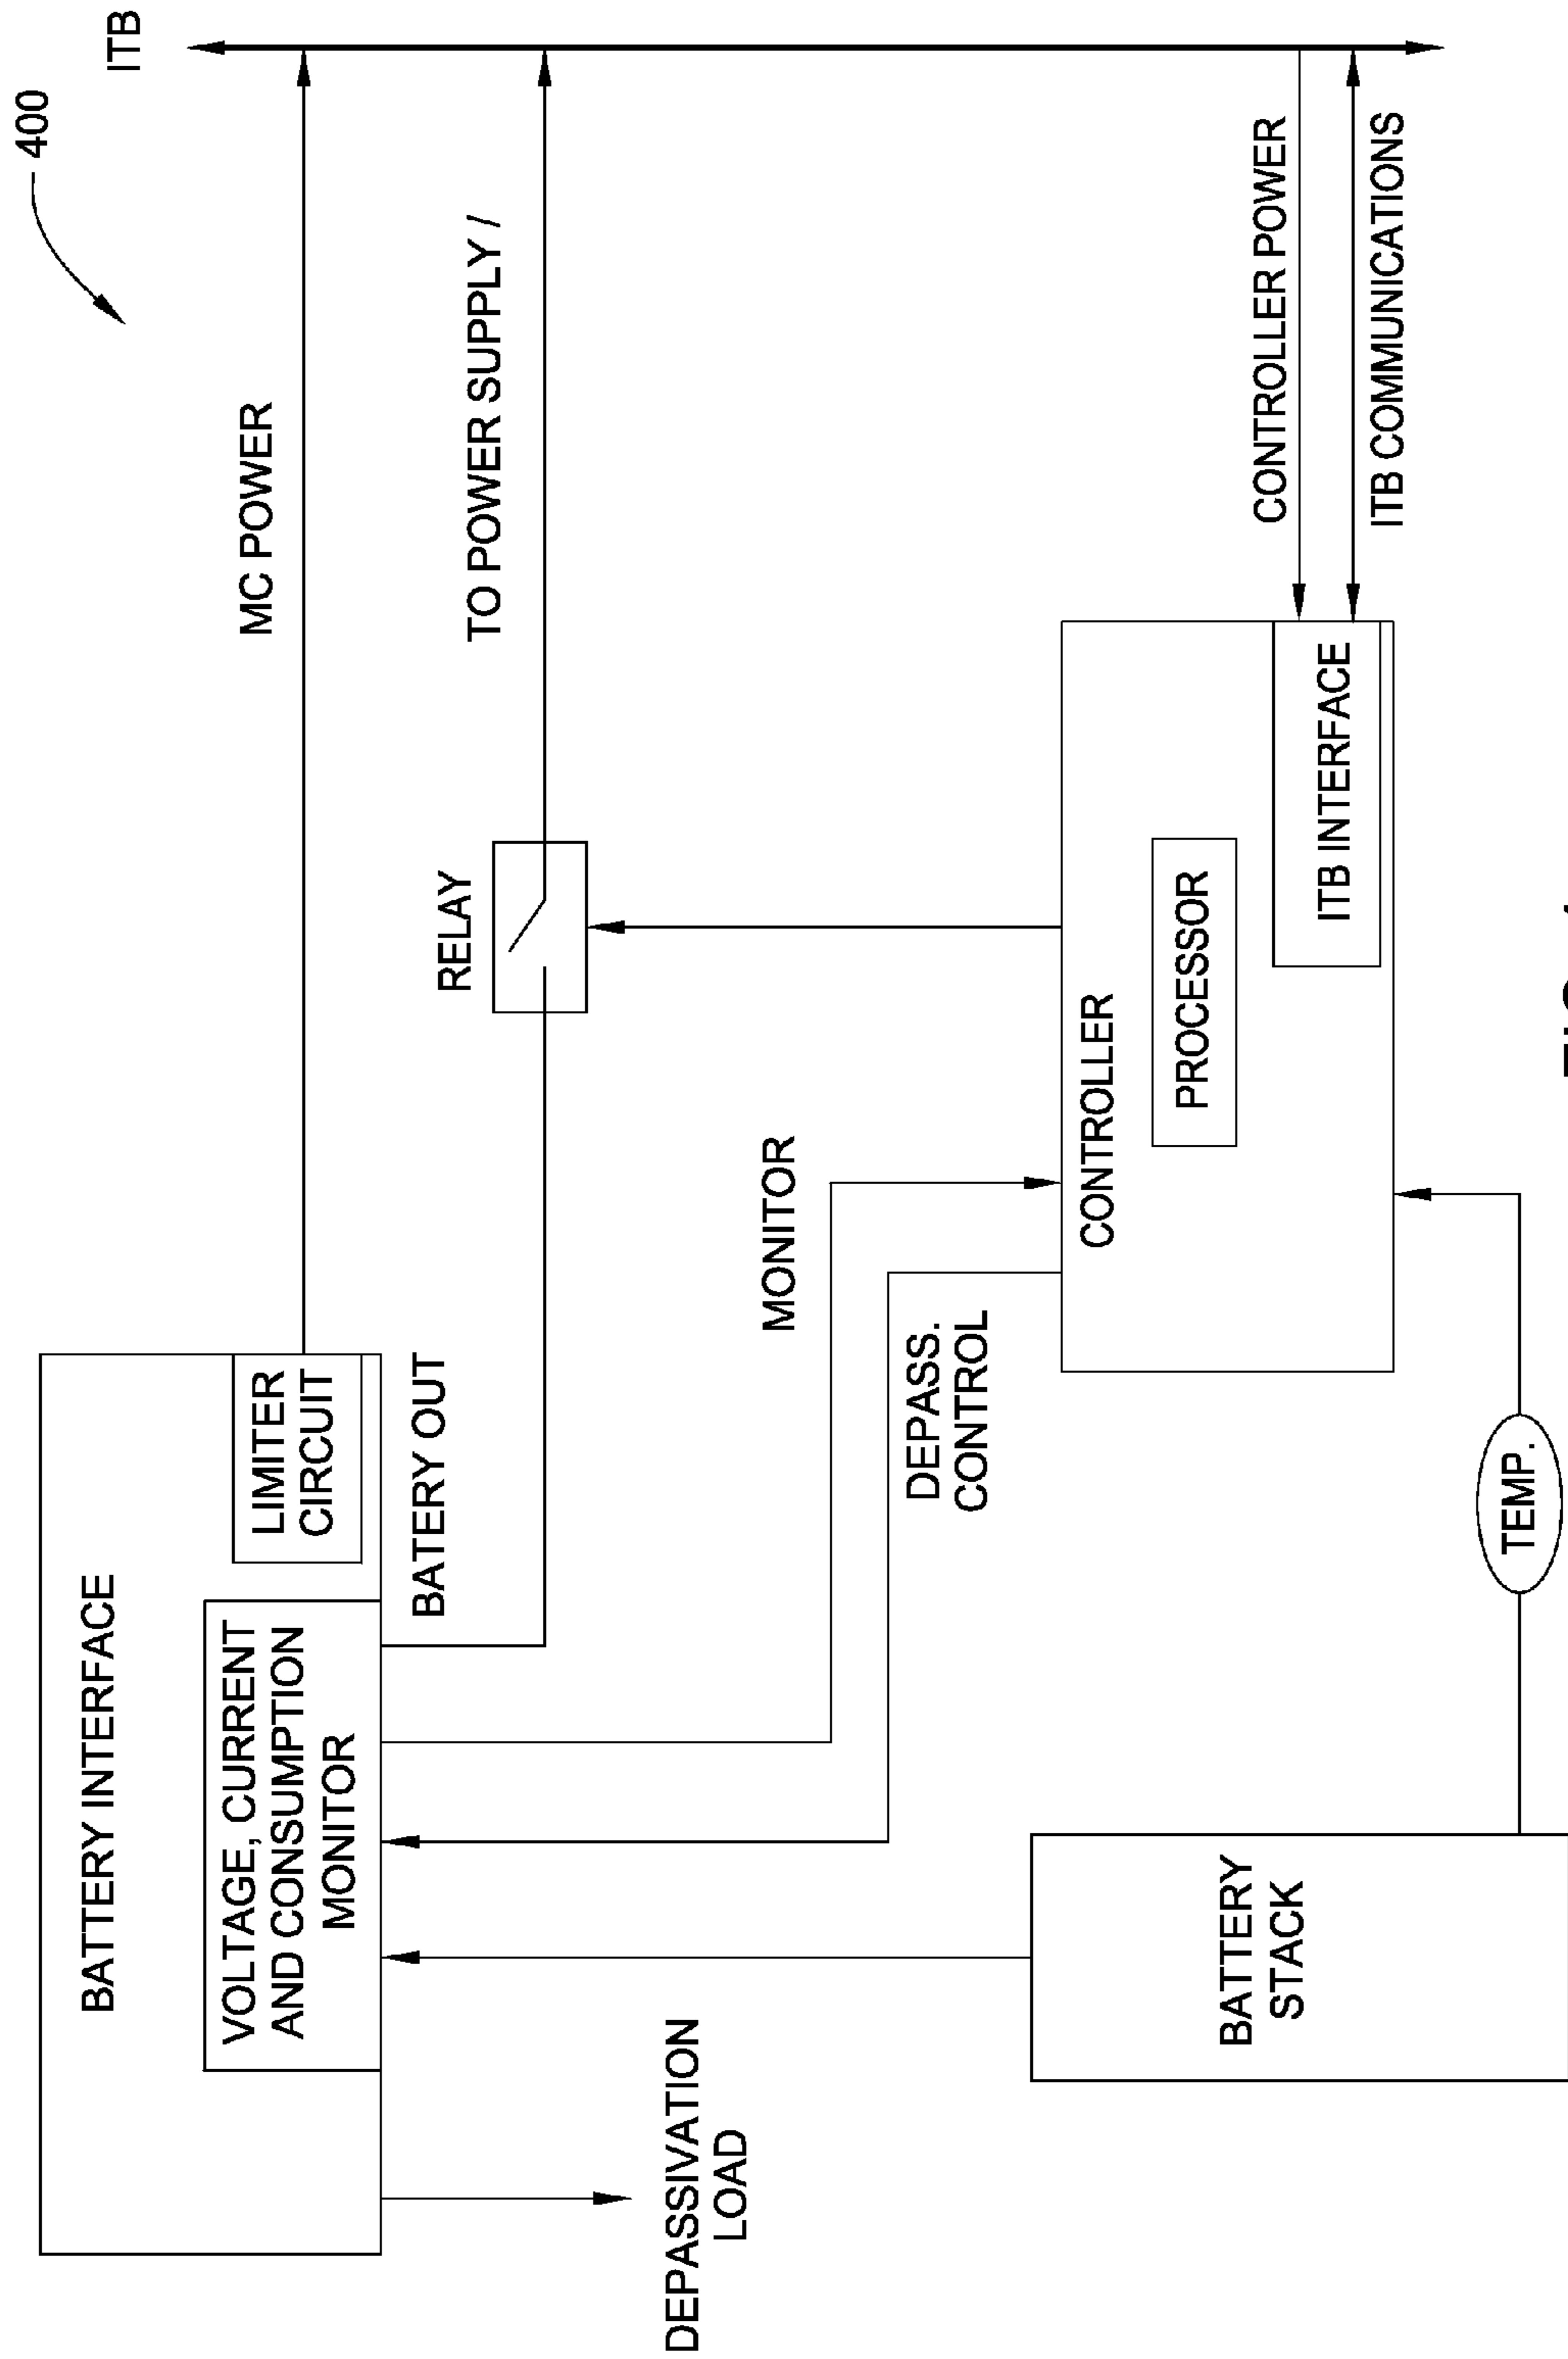 400
BATTERY INTERFACE
ITB
VOLTAGE, CURRENT
AND CONSUMPTION
MONITOR
LIMITER
CIRCUIT
MC POWER
BATERY OUT
RELAY
TO POWER SUPPLY /
DEPASSIVATION
LOAD
MONITOR
DEPASS.
CONTROL
CONTROLLER
PROCESSOR
CONTROLLER POWER
BATTERY
STACK
ITB INTERFACE
ITB COMMUNICATIONS
TEMP.